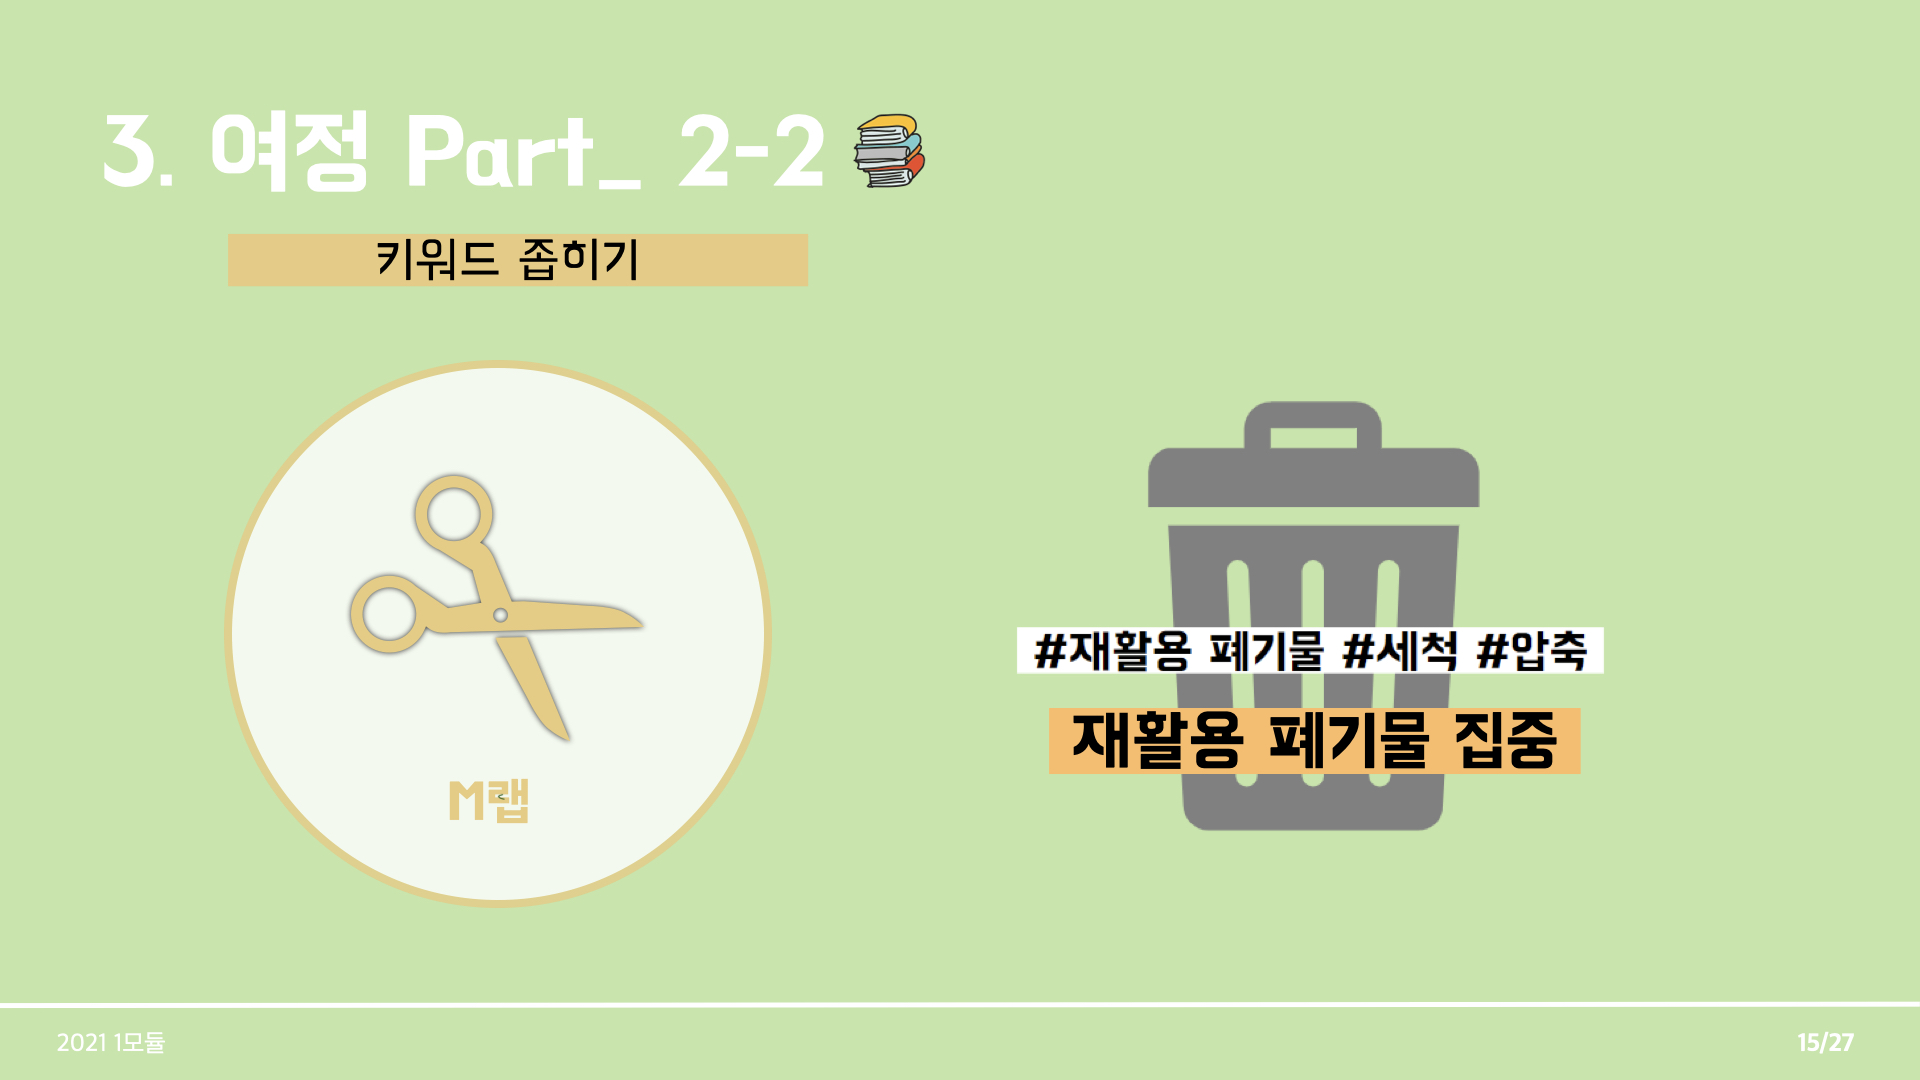 3. 여정 Part_ 2-2
키워드 좁히기
M랩
#재활용 폐기물 #세척 #압축
재활용 폐기물 집중
2021 1모듈
15/27